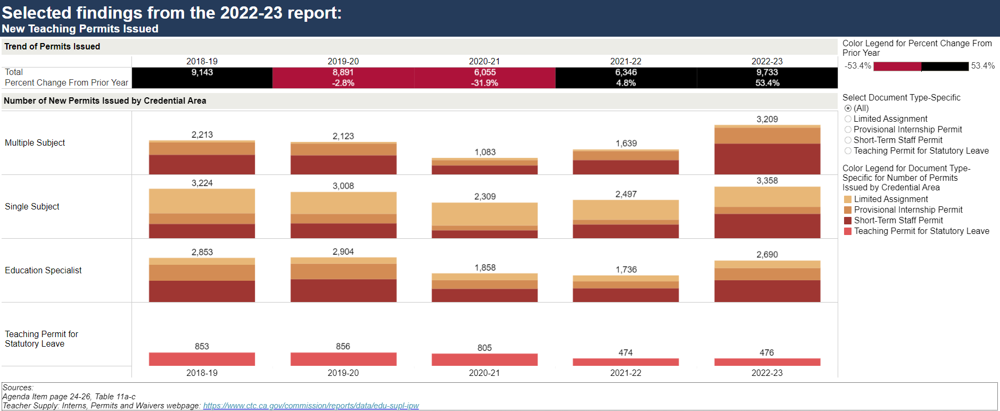 Selected findings from the 2022-23 report:
New Teaching Permits Issued
Trend of Permits Issued
2018-19 2019-20 2020-21 2021-22 2022-23
Total 9,143 8,891 6,055 6,346 9,733
Percent Change From Prior Year -2.8% -31.9% 4.8% 53.4%
Number of New Permits Issued by Credential Area
Multiple Subject 2,213 2,123 1,083 1,639 3,209
Single Subject 3,224 3,008 2,309 2,497 3,358
Education Specialist 2,853 2,904 1,858 1,736 2,690
Teaching Permit for
Statutory Leave 853 856 805 474 476
2018-19 2019-20 2020-21 2021-22 2022-23
Color Legend for Percent Change From
Prior Year
-53.4% 53.4%
Select Document Type-Specific
(All)
Limited Assignment
Provisional Internship Permit
Short-Term Staff Permit
Teaching Permit for Statutory Leave
Color Legend for Document Type-
Specific for Number of Permits
Issued by Credential Area
Limited Assignment
Provisional Internship Permit
Short-Term Staff Permit
Teaching Permit for Statutory Leave
Sources:
Agenda Item page 24-26, Table 11a-c
Teacher Supply: Interns, Permits and Waivers webpage: https://www.ctc.ca.gov/commission/reports/data/edu-supl-ipw